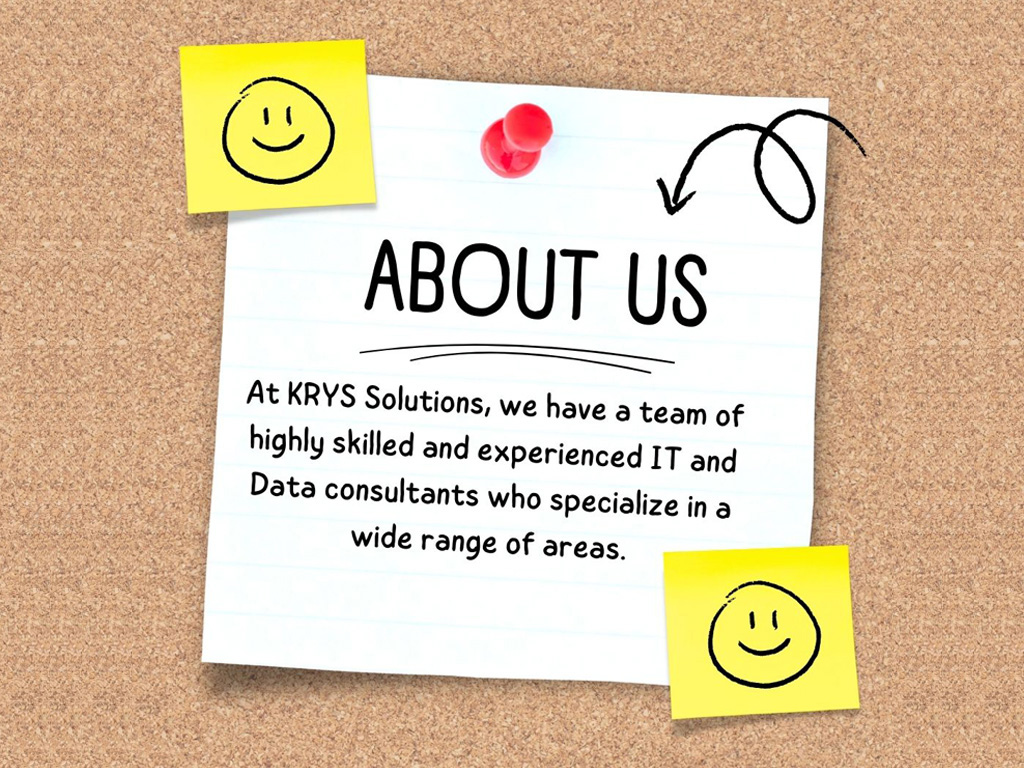 ABOUT US
At KRYS Solutions, we have a team of
highly skilled and experienced IT and
Data consultants who specialize in a
wide range of areas.